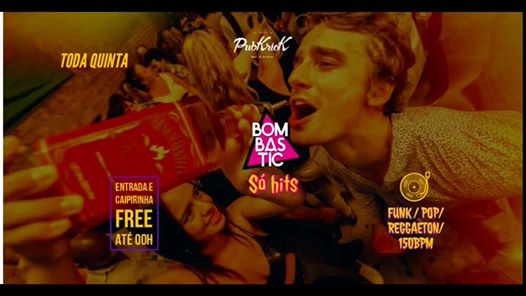 TODA QUINTA
PubKricK
BOM
BAS
TIC
Só hits
ENTRADA E
CAIPIRINHA
FREE
ATÉ 00H
FUNK / POP/
REGGAETON/
150BPM